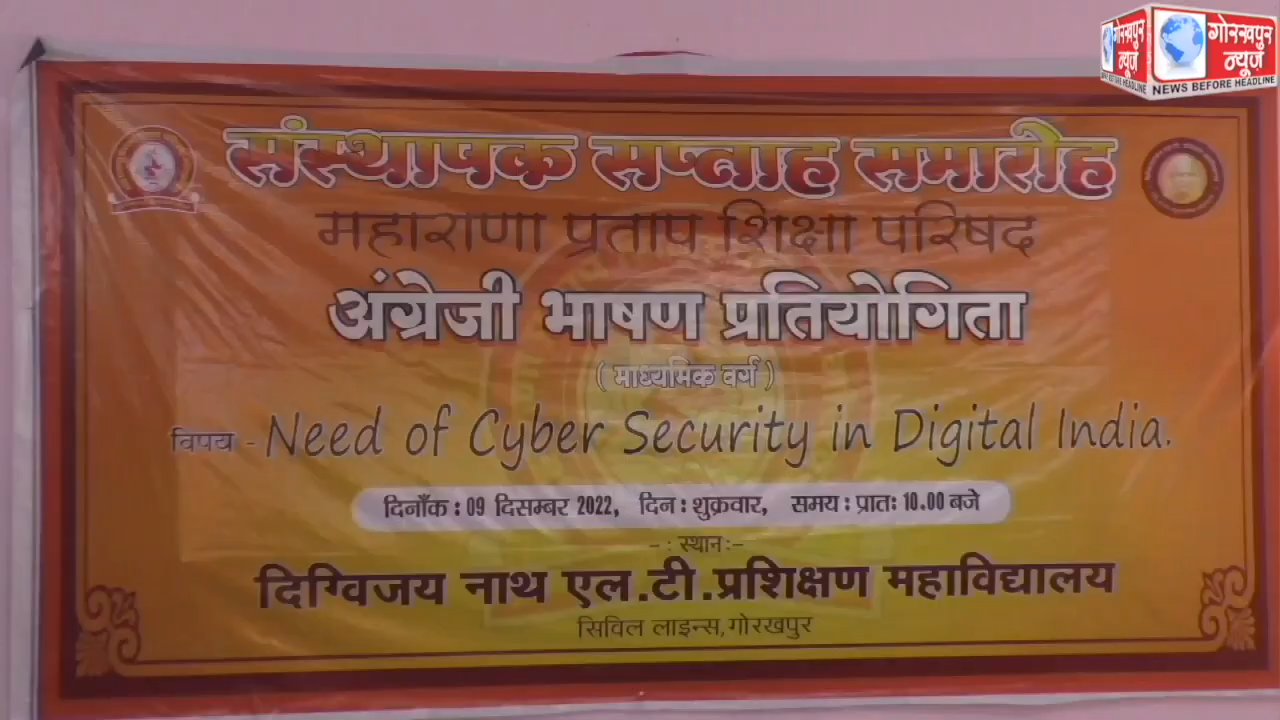 गोरखपुर न्यूज़
गोरखपुर न्यूज़
NEWS BEFORE HEADLINE
संस्थापक सप्ताह समारोह
महाराणा प्रताप शिक्षा परिषद
अंग्रेजी भाषण प्रतियोगिता
( माध्यमिक वर्ग )
विषय - Need of Cyber Security in Digital India.
दिनाँक : 09 दिसम्बर 2022, दिन : शुक्रवार, समय : प्रातः 10.00 बजे
-: स्थान :-
दिग्विजय नाथ एल.टी.प्रशिक्षण महाविद्यालय
सिविल लाइन्स,गोरखपुर